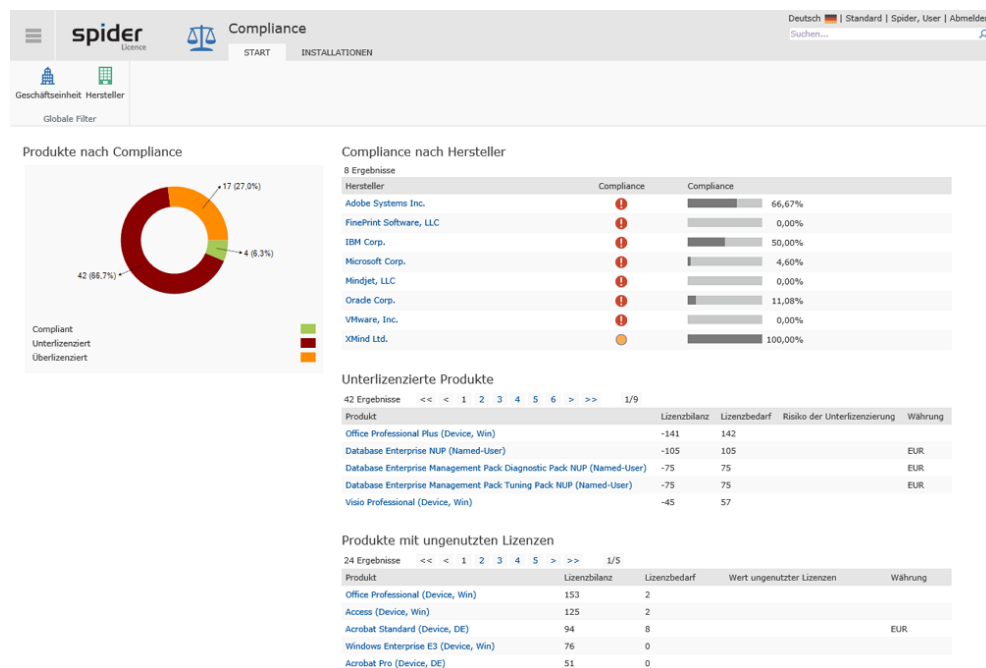 spider
Licence
Compliance
Deutsch | Standard | Spider, User | Abmelden
Suchen...
START INSTALLATIONEN
Geschäftseinheit Hersteller
Globale Filter
Produkte nach Compliance
17 (27,0%)
4 (6,3%)
42 (66,7%)
Compliant
Unterlizenziert
Überlizenziert
Compliance nach Hersteller
8 Ergebnisse
Hersteller Compliance Compliance
Adobe Systems Inc. 66,67%
FinePrint Software, LLC 0,00%
IBM Corp. 50,00%
Microsoft Corp. 4,60%
Mindjet, LLC 0,00%
Oracle Corp. 11,08%
VMware, Inc. 0,00%
XMind Ltd. 100,00%
Unterlizenzierte Produkte
42 Ergebnisse << < 1 2 3 4 5 6 > >> 1/9
Produkt Lizenzbilanz Lizenzbedarf Risiko der Unterlizenzierung Währung
Office Professional Plus (Device, Win) -141 142
Database Enterprise NUP (Named-User) -105 105 EUR
Database Enterprise Management Pack Diagnostic Pack NUP (Named-User) -75 75 EUR
Database Enterprise Management Pack Tuning Pack NUP (Named-User) -75 75 EUR
Visio Professional (Device, Win) -45 57
Produkte mit ungenutzten Lizenzen
24 Ergebnisse << < 1 2 3 4 5 > >> 1/5
Produkt Lizenzbilanz Lizenzbedarf Wert ungenutzter Lizenzen Währung
Office Professional (Device, Win) 153 2
Access (Device, Win) 125 2
Acrobat Standard (Device, DE) 94 8 EUR
Windows Enterprise E3 (Device, Win) 76 0
Acrobat Pro (Device, DE) 51 0